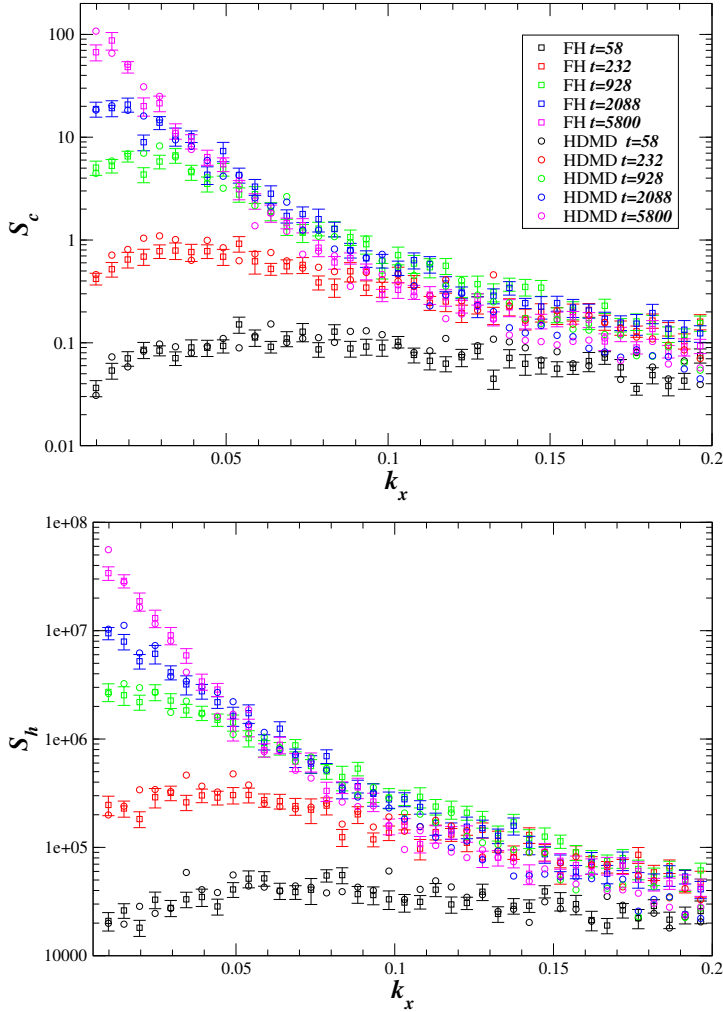 100
10
1
0.1
0.01
S_c
0.05
0.1
0.15
0.2
k_x
FH t=58
FH t=232
FH t=928
FH t=2088
FH t=5800
HDMD t=58
HDMD t=232
HDMD t=928
HDMD t=2088
HDMD t=5800
1e+08
1e+07
1e+06
1e+05
10000
S_h
0.05
0.1
0.15
0.2
k_x